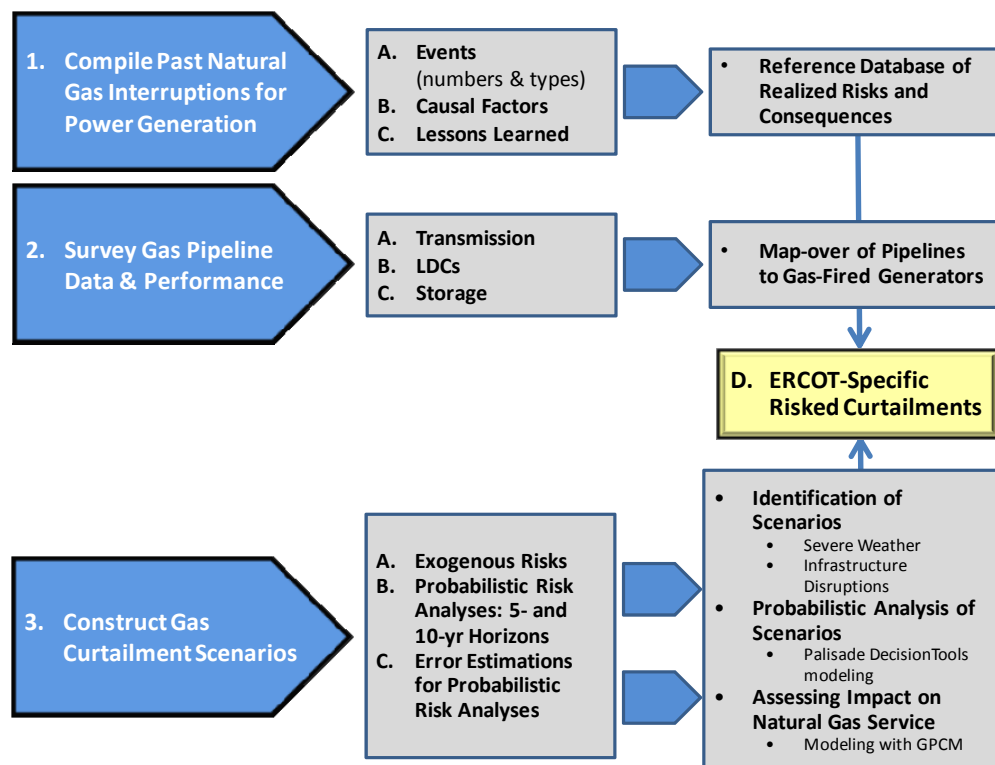 1. Compile Past Natural
Gas Interruptions for
Power Generation
A. Events
(numbers & types)
B. Causal Factors
C. Lessons Learned
• Reference Database of
Realized Risks and
Consequences
2. Survey Gas Pipeline
Data & Performance
A. Transmission
B. LDCs
C. Storage
• Map-over of Pipelines
to Gas-Fired Generators
D. ERCOT-Specific
Risked Curtailments
3. Construct Gas
Curtailment Scenarios
A. Exogenous Risks
B. Probabilistic Risk
Analyses: 5- and
10-yr Horizons
C. Error Estimations
for Probabilistic
Risk Analyses
• Identification of
Scenarios
• Severe Weather
• Infrastructure
Disruptions
• Probabilistic Analysis of
Scenarios
• Palisade DecisionTools
modeling
• Assessing Impact on
Natural Gas Service
• Modeling with GPCM